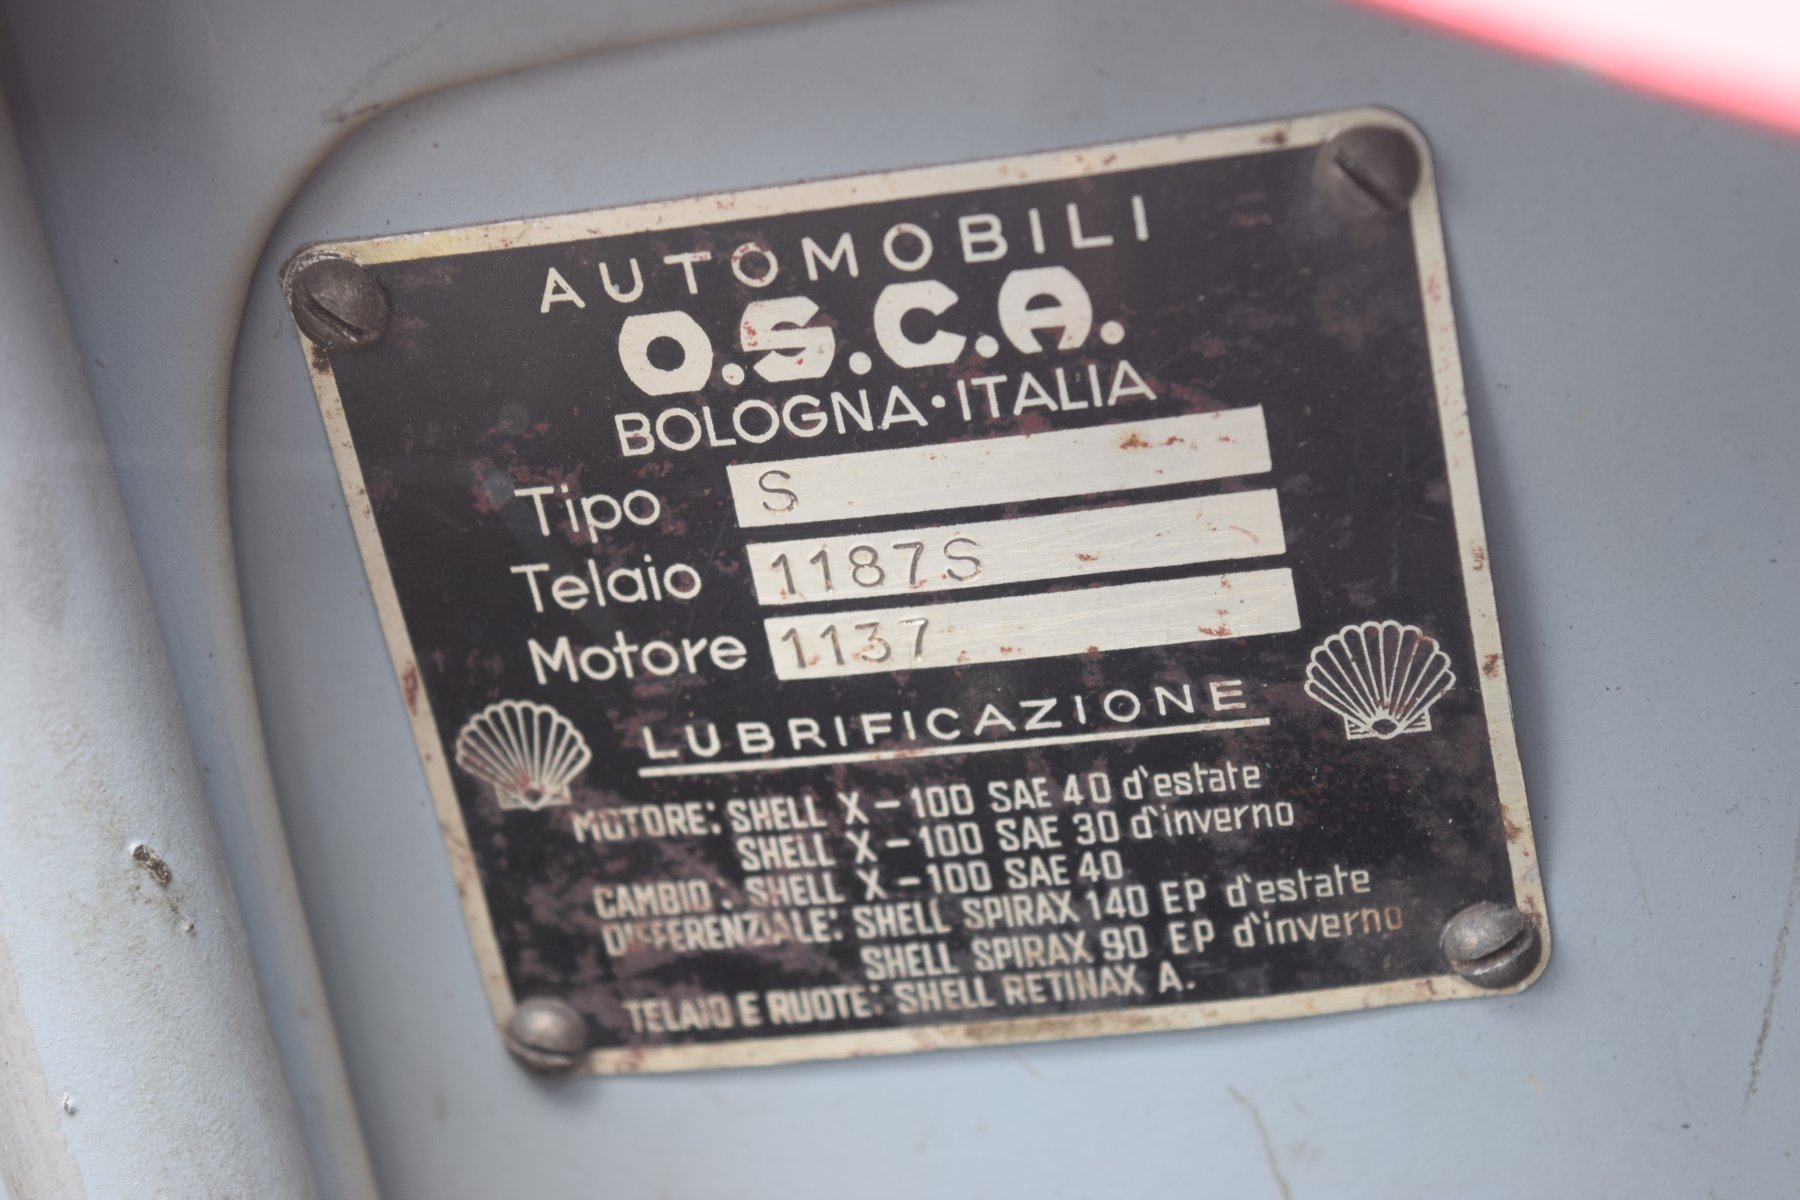 AUTOMOBILI
O.S.C.A.
BOLOGNA·ITALIA
Tipo S
Telaio 1187S
Motore 1137
LUBRIFICAZIONE
MOTORE: SHELL X-100 SAE 40 d'estate
SHELL X-100 SAE 30 d'inverno
CAMBIO: SHELL X-100 SAE 40
DIFFERENZIALE: SHELL SPIRAX 140 EP d'estate
SHELL SPIRAX 90 EP d'inverno
TELAIO E RUOTE: SHELL RETINAX A.